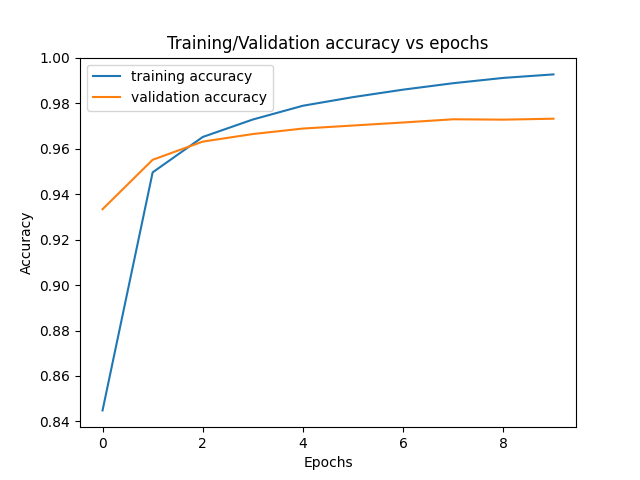 Training/Validation accuracy vs epochs
training accuracy
validation accuracy
1.00
0.98
0.96
0.94
0.92
0.90
0.88
0.86
0.84
Accuracy
0 2 4 6 8
Epochs